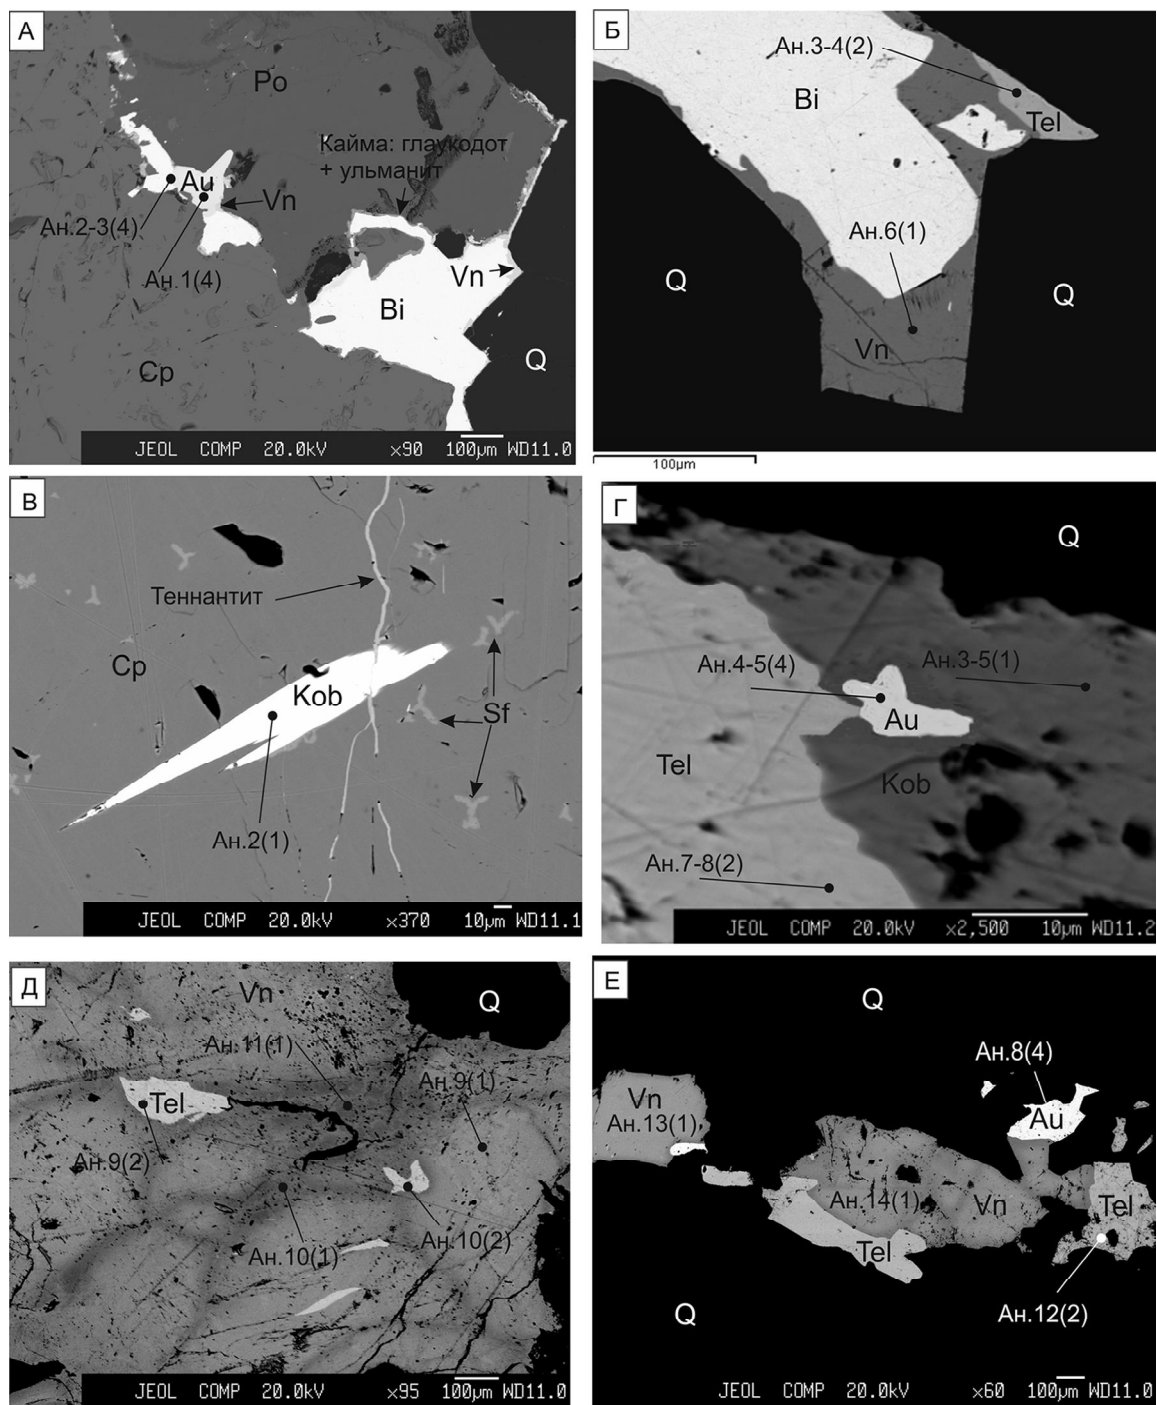 А
Po
Кайма: глаукодот
+ ульманит
Au
Vn
Ан.2-3(4)
Ан.1(4)
Vn
Bi
Cp
Q
JEOL COMP 20.0kV ×90 100µm WD11.0
Б
Ан.3-4(2)
Bi
Tel
Ан.6(1)
Q
Q
Vn
100µm
В
Теннантит
Cp
Kob
Sf
Ан.2(1)
JEOL COMP 20.0kV ×370 10µm WD11.1
Г
Q
Ан.4-5(4)
Ан.3-5(1)
Au
Tel
Kob
Ан.7-8(2)
JEOL COMP 20.0kV ×2,500 10µm WD11.2
Д
Vn
Q
Ан.11(1)
Ан.9(1)
Tel
Ан.9(2)
Ан.10(1)
Ан.10(2)
JEOL COMP 20.0kV ×95 100µm WD11.0
Е
Q
Ан.8(4)
Vn
Ан.13(1)
Au
Ан.14(1)
Vn
Tel
Tel
Q
Ан.12(2)
JEOL COMP 20.0kV ×60 100µm WD11.0